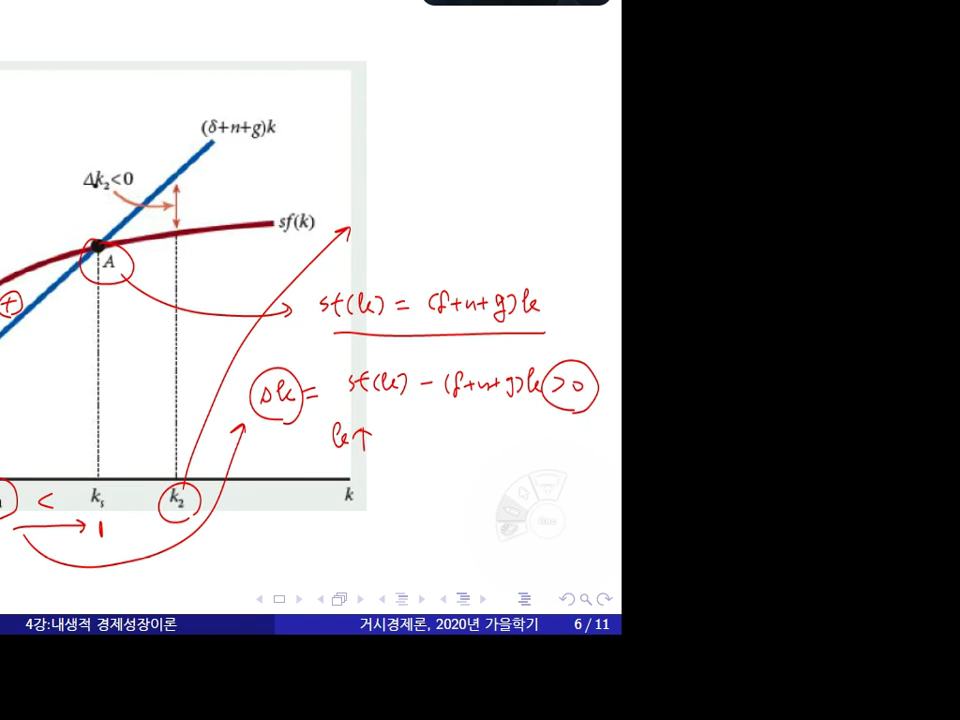 (δ+n+g)k
Δk₂<0
sf(k)
A
+
sf(k) = (δ+n+g)k
Δk = sf(k) - (δ+n+g)k >0
k↑
<
kₛ
k₂
k
4강:내생적 경제성장이론
거시경제론, 2020년 가을학기
6 / 11